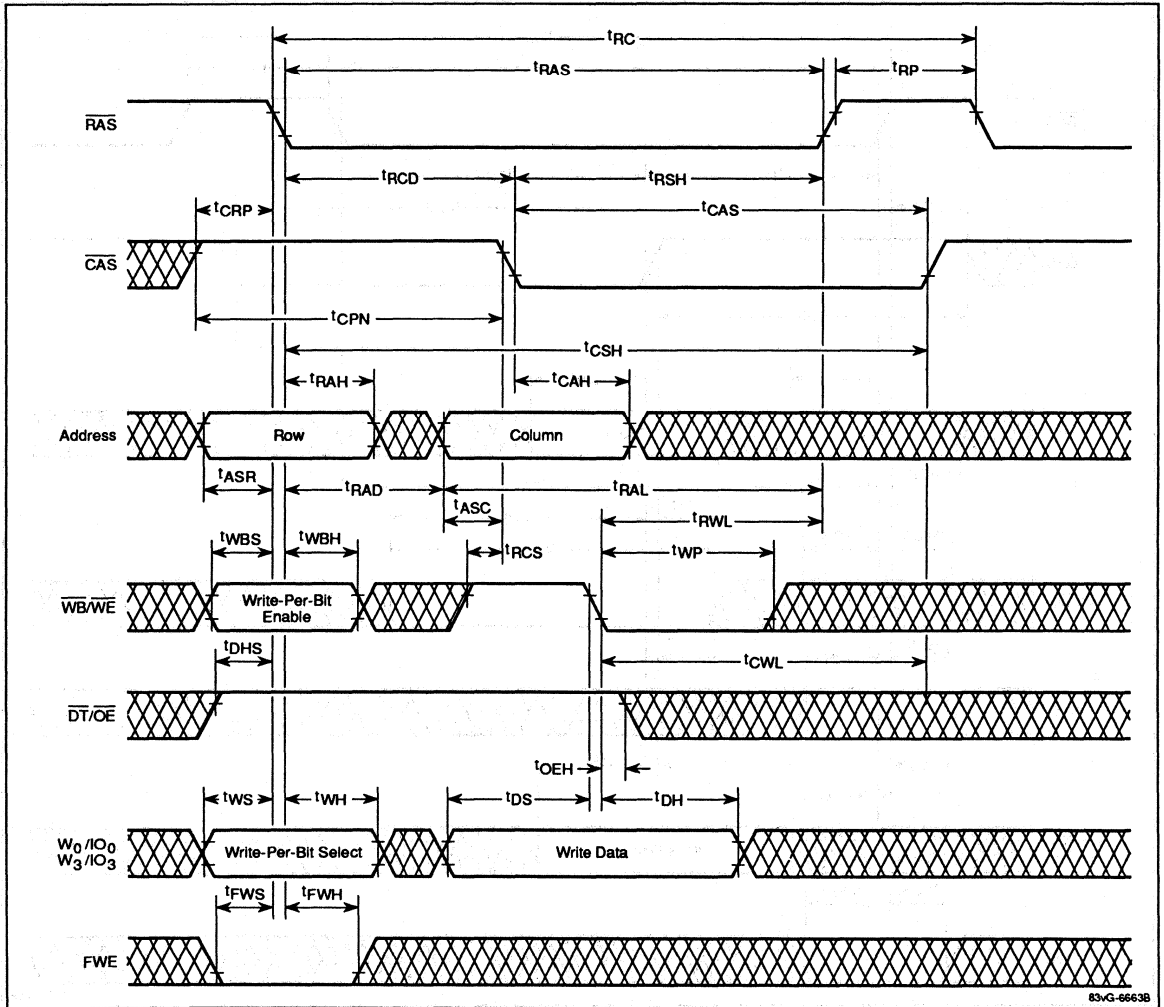 tRC
tRAS
tRP
RAS
tRCD
tRSH
tCRP
tCAS
CAS
tCPN
tCSH
tRAH
tCAH
Address
Row
Column
tASR
tRAD
tRAL
tASC
tRWL
tWBS
tWBH
tRCS
tWP
WB/WE
Write-Per-Bit
Enable
tDHS
tCWL
DT/OE
tOEH
tWS
tWH
tDS
tDH
W0/IO0
W3/IO3
Write-Per-Bit Select
Write Data
tFWS
tFWH
FWE
83vG-6663B